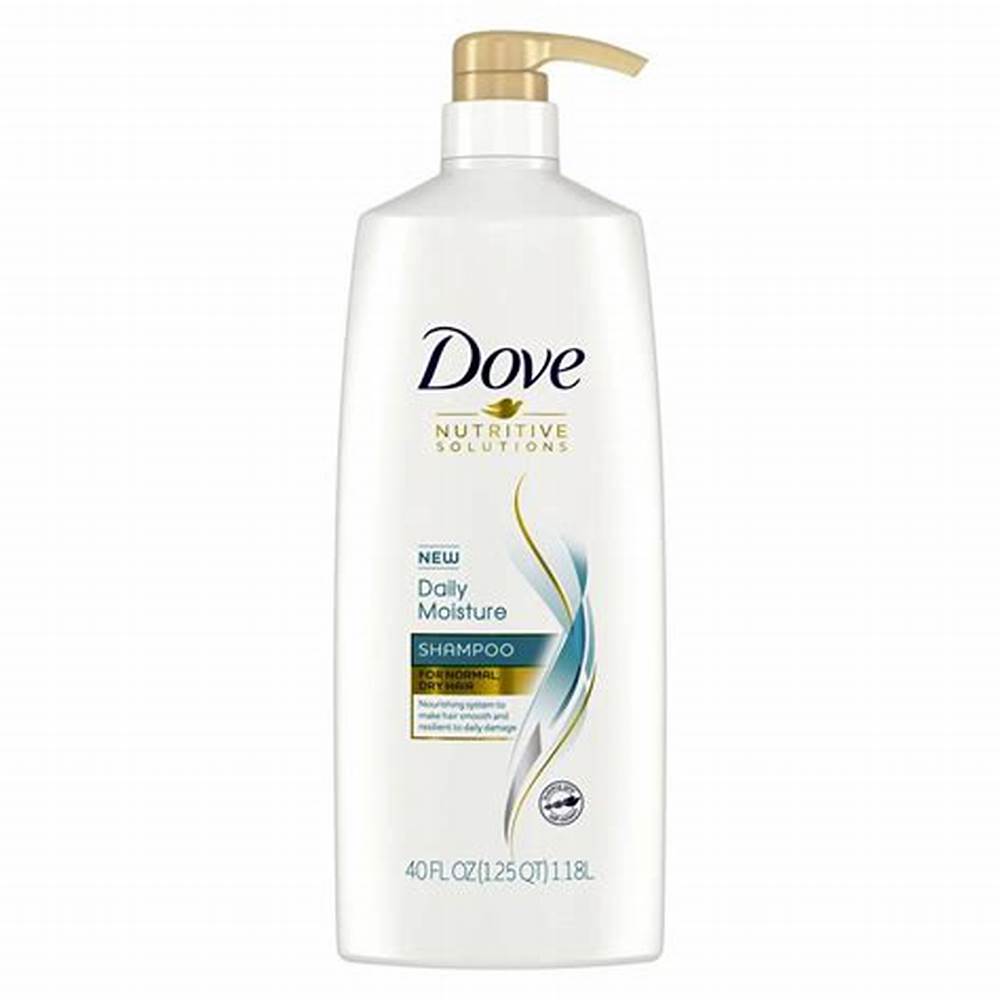 Dove
NUTRITIVE
SOLUTIONS
NEW
Daily
Moisture
SHAMPOO
FOR NORMAL,
DRY HAIR
Nourishing system to
make hair smooth and
resilient to daily damage
40 FL OZ (1.25 QT) 1.18L